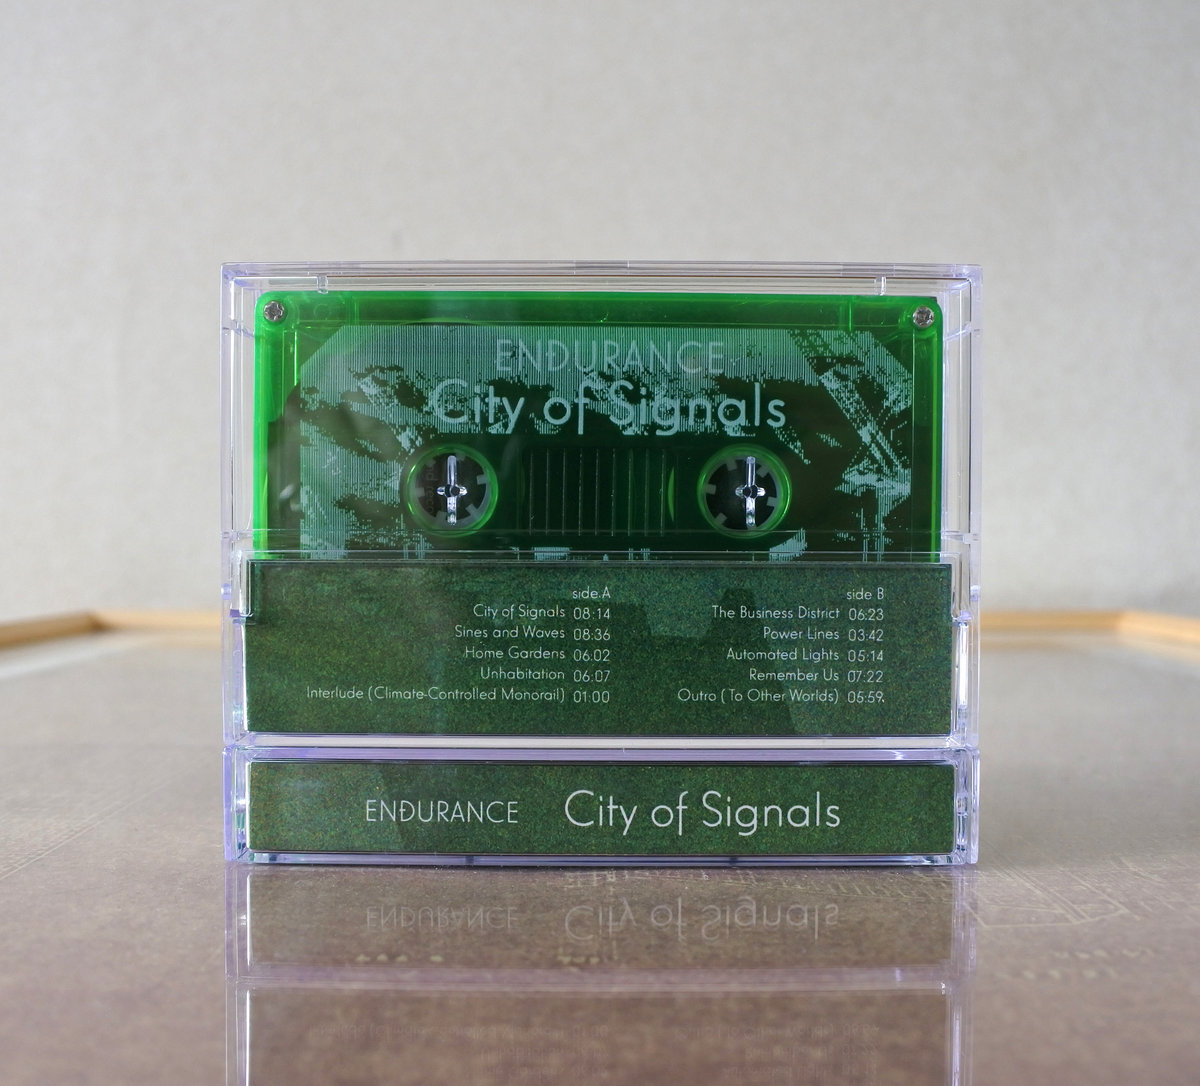 ENDURANCE
City of Signals
side A
City of Signals 08:14
Sines and Waves 08:36
Home Gardens 06:02
Unhabitation 06:07
Interlude (Climate-Controlled Monorail) 01:00
side B
The Business District 06:23
Power Lines 03:42
Automated Lights 05:14
Remember Us 07:22
Outro (To Other Worlds) 05:59
ENDURANCE City of Signals